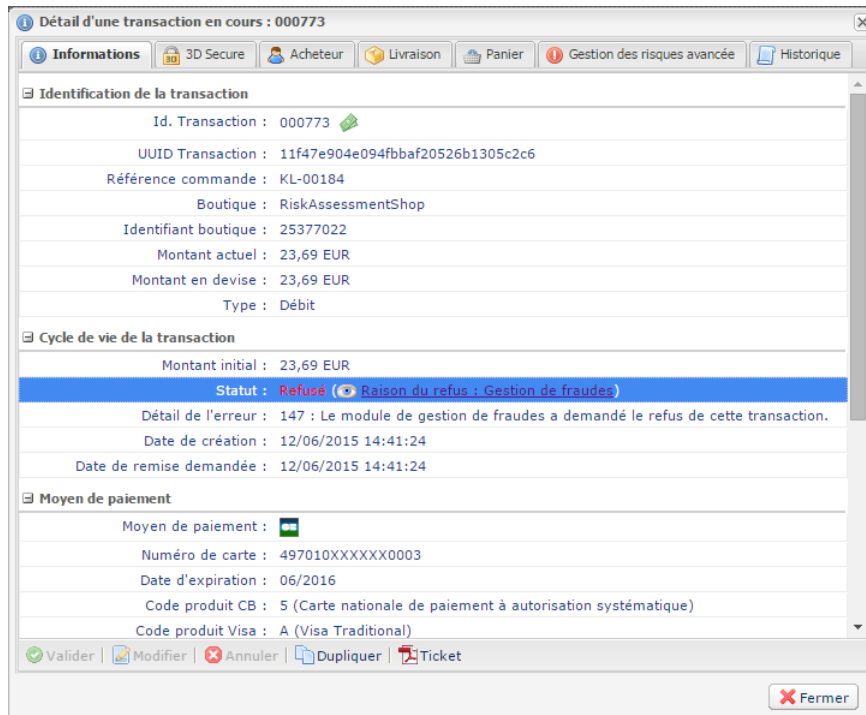 Détail d'une transaction en cours : 000773
Informations 3D Secure Acheteur Livraison Panier Gestion des risques avancée Historique
Identification de la transaction
Id. Transaction : 000773
UUID Transaction : 11f47e904e094fbbaf20526b1305c2c6
Référence commande : KL-00184
Boutique : RiskAssessmentShop
Identifiant boutique : 25377022
Montant actuel : 23,69 EUR
Montant en devise : 23,69 EUR
Type : Débit
Cycle de vie de la transaction
Montant initial : 23,69 EUR
Statut : Refusé ( Raison du refus : Gestion de fraudes)
Détail de l'erreur : 147 : Le module de gestion de fraudes a demandé le refus de cette transaction.
Date de création : 12/06/2015 14:41:24
Date de remise demandée : 12/06/2015 14:41:24
Moyen de paiement
Moyen de paiement : CB
Numéro de carte : 497010XXXXXX0003
Date d'expiration : 06/2016
Code produit CB : 5 (Carte nationale de paiement à autorisation systématique)
Code produit Visa : A (Visa Traditional)
Valider | Modifier | Annuler | Dupliquer | Ticket
Fermer